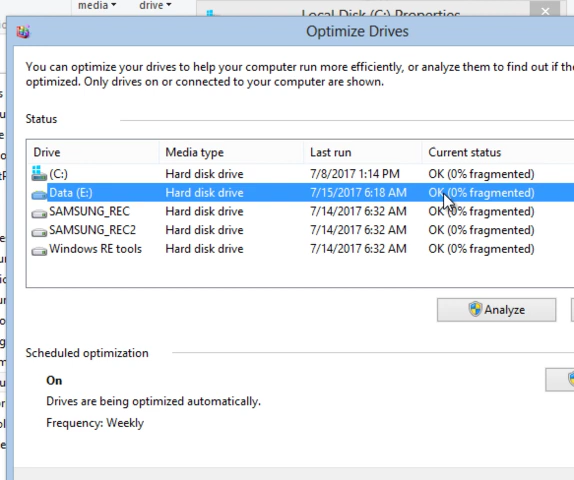 media ▾ drive ▾
Local Disk (C:) Properties
Optimize Drives
You can optimize your drives to help your computer run more efficiently, or analyze them to find out if the
optimized. Only drives on or connected to your computer are shown.
Status
Drive Media type Last run Current status
(C:) Hard disk drive 7/8/2017 1:14 PM OK (0% fragmented)
Data (E:) Hard disk drive 7/15/2017 6:18 AM OK (0% fragmented)
SAMSUNG_REC Hard disk drive 7/14/2017 6:32 AM OK (0% fragmented)
SAMSUNG_REC2 Hard disk drive 7/14/2017 6:32 AM OK (0% fragmented)
Windows RE tools Hard disk drive 7/14/2017 6:32 AM OK (0% fragmented)
Analyze
Scheduled optimization
On
Drives are being optimized automatically.
Frequency: Weekly